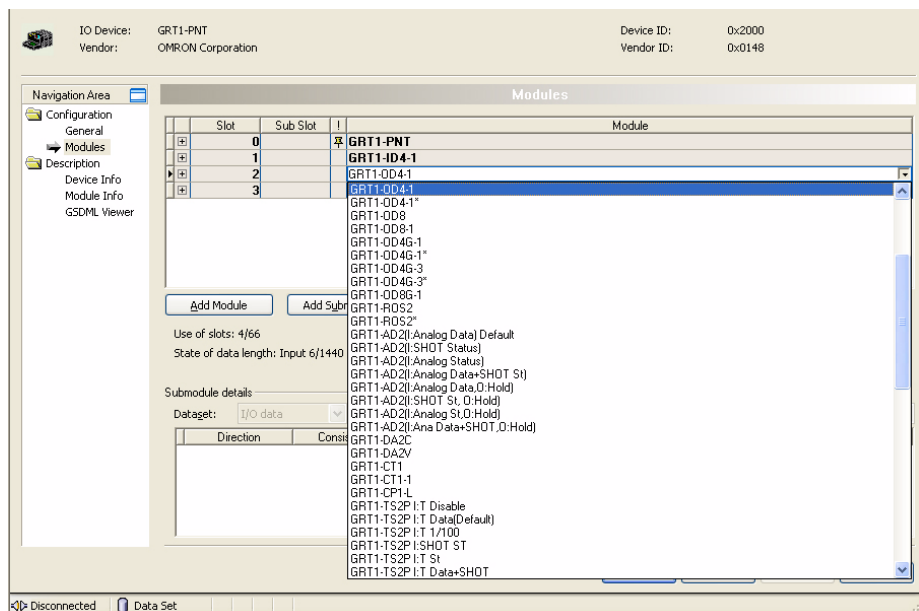 IO Device: GRT1-PNT Device ID: 0x2000
Vendor: OMRON Corporation Vendor ID: 0x0148
Navigation Area
Modules
Configuration
General
Modules
Description
Device Info
Module Info
GSDML Viewer
Slot Sub Slot ! Module
0 GRT1-PNT
1 GRT1-ID4-1
2 GRT1-OD4-1
3
GRT1-OD4-1
GRT1-OD4-1*
GRT1-OD8
GRT1-OD8-1
GRT1-OD4G-1
GRT1-OD4G-1*
GRT1-OD4G-3
GRT1-OD4G-3*
GRT1-OD8G-1
GRT1-ROS2
GRT1-ROS2*
GRT1-AD2(I:Analog Data) Default
GRT1-AD2(I:SHOT Status)
GRT1-AD2(I:Analog Status)
GRT1-AD2(I:Analog Data+SHOT St)
GRT1-AD2(I:Analog Data,O:Hold)
GRT1-AD2(I:SHOT St, O:Hold)
GRT1-AD2(I:Analog St,O:Hold)
GRT1-AD2(I:Ana Data+SHOT,O:Hold)
GRT1-DA2C
GRT1-DA2V
GRT1-CT1
GRT1-CT1-1
GRT1-CP1-L
GRT1-TS2P I:T Disable
GRT1-TS2P I:T Data(Default)
GRT1-TS2P I:T 1/100
GRT1-TS2P I:SHOT ST
GRT1-TS2P I:T St
GRT1-TS2P I:T Data+SHOT
Add Module Add Subr
Use of slots: 4/66
State of data length: Input 6/1440
Submodule details
Dataset: I/O data
Direction Consis
Disconnected Data Set